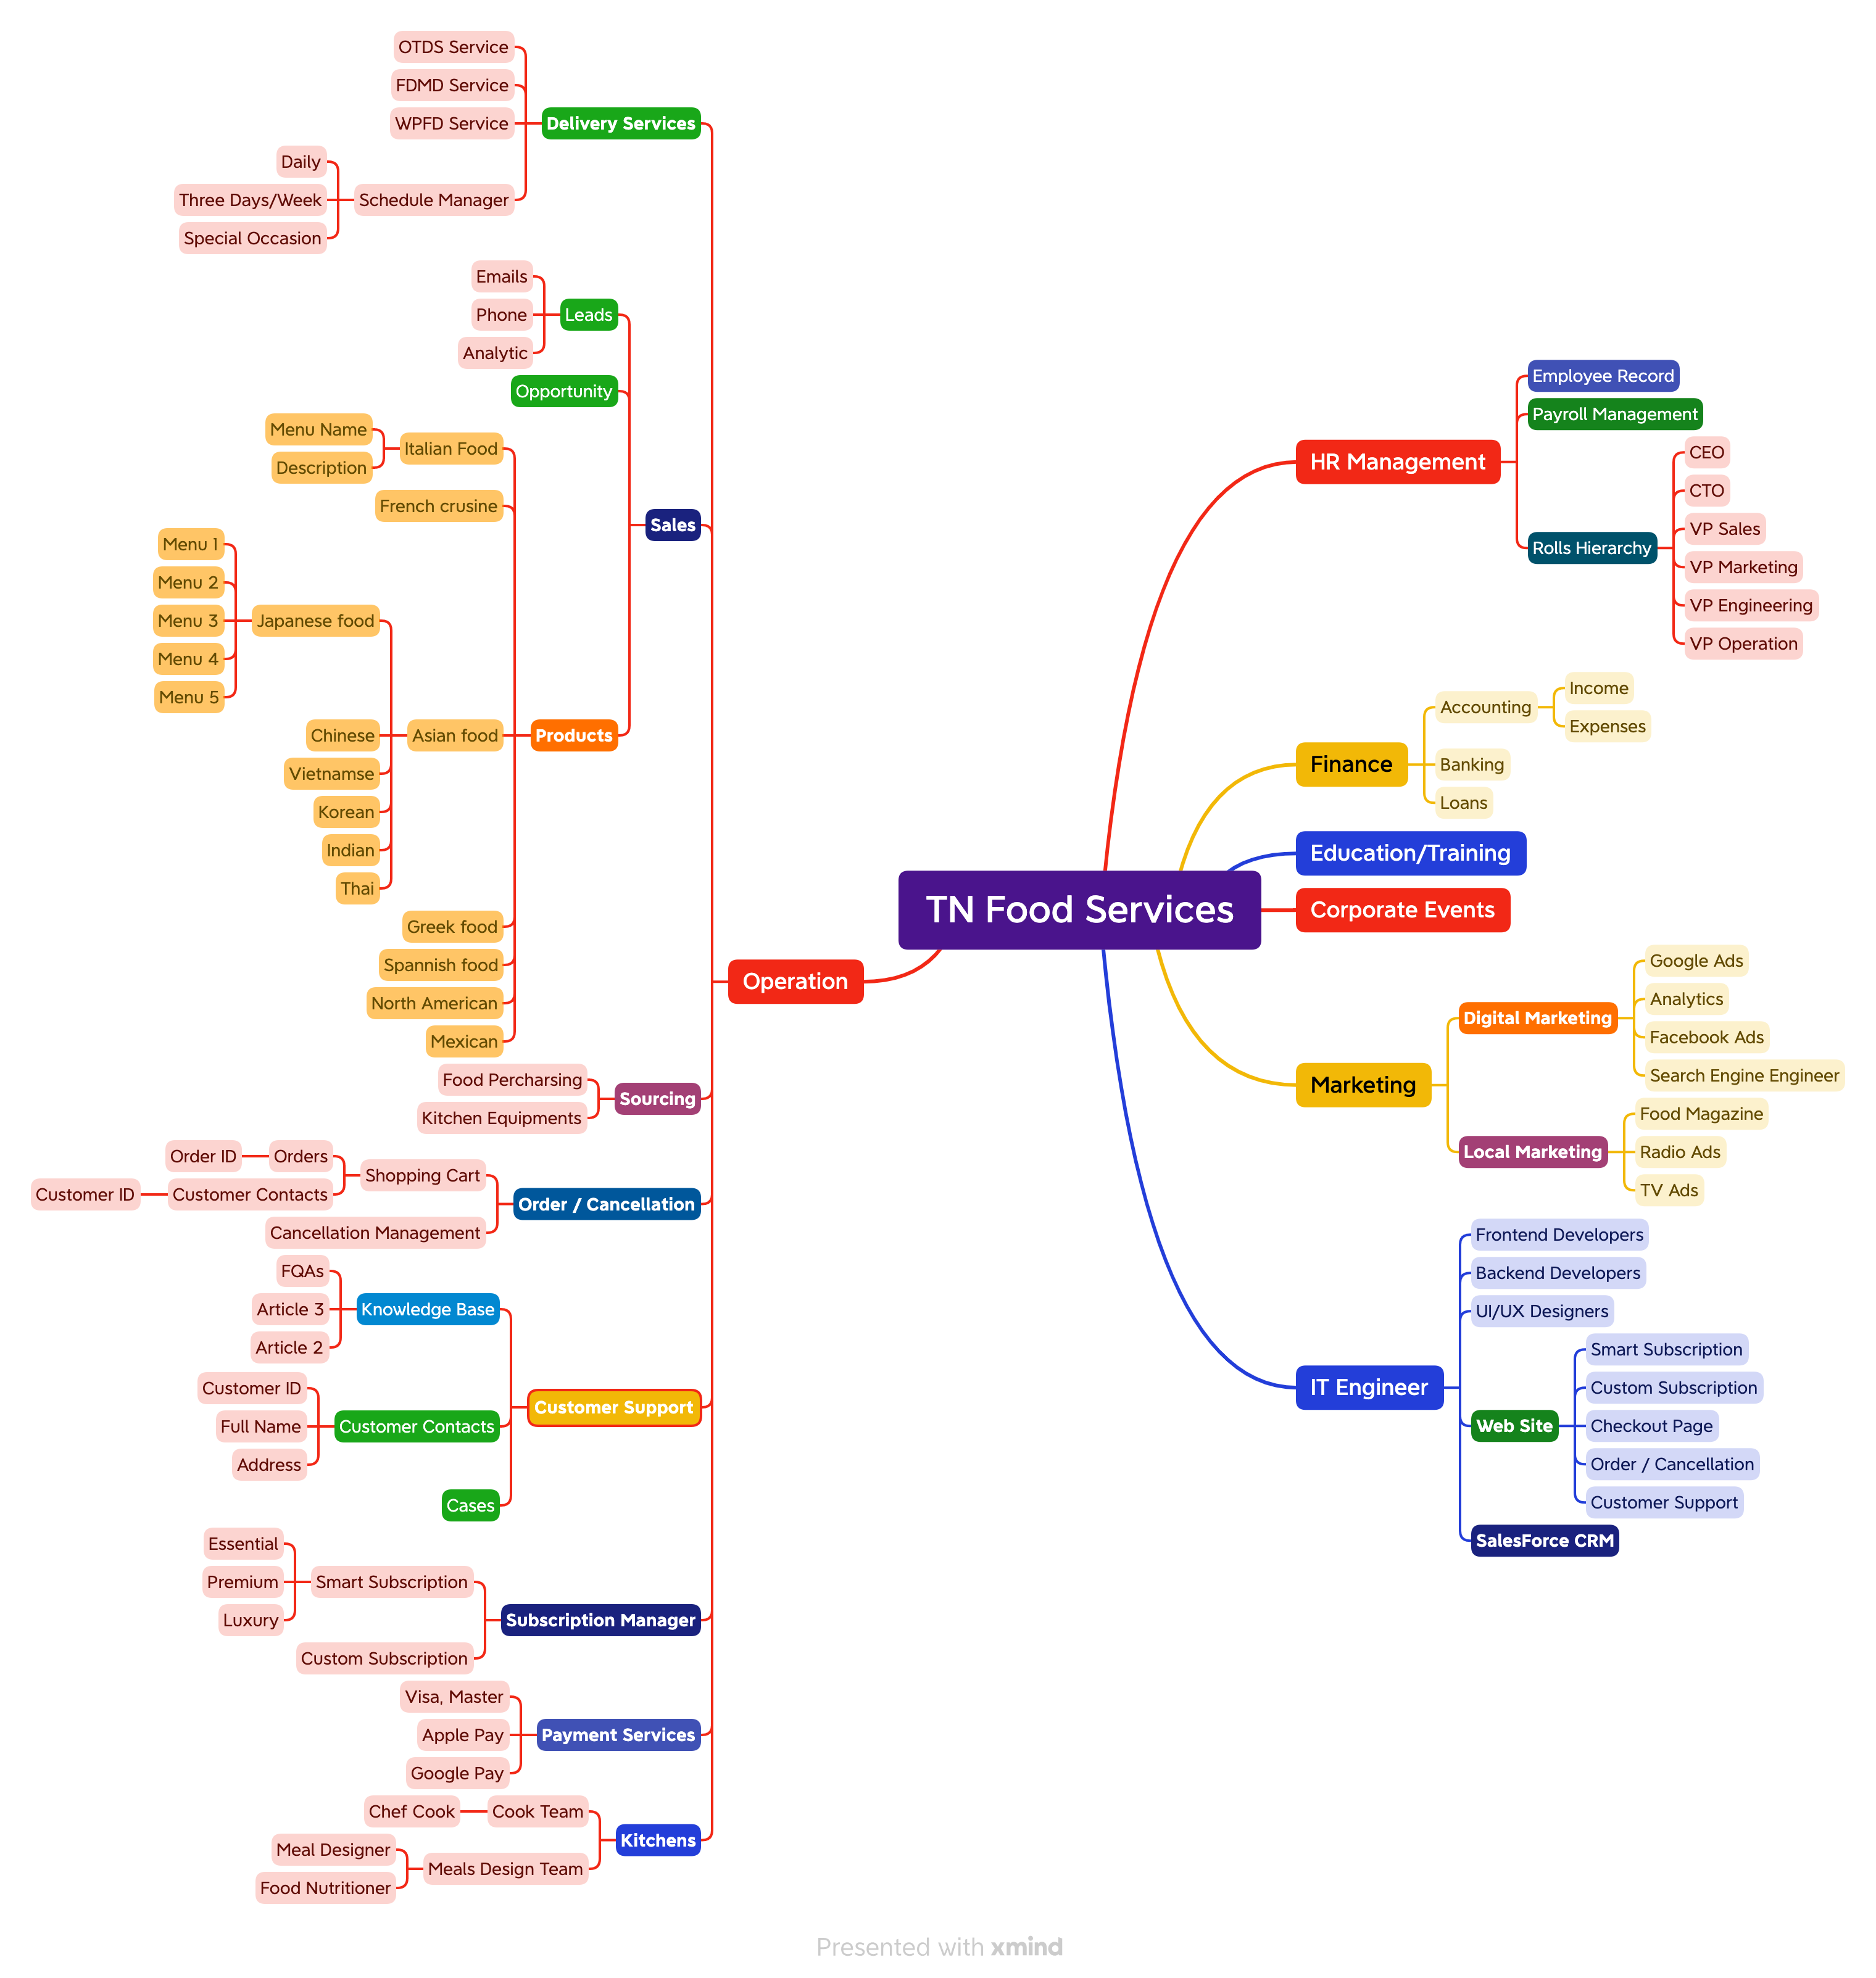 TN Food Services
HR Management
Employee Record
Payroll Management
Rolls Hierarchy
CEO
CTO
VP Sales
VP Marketing
VP Engineering
VP Operation
Finance
Accounting
Income
Expenses
Banking
Loans
Education/Training
Corporate Events
Marketing
Digital Marketing
Google Ads
Analytics
Facebook Ads
Search Engine Engineer
Local Marketing
Food Magazine
Radio Ads
TV Ads
IT Engineer
Frontend Developers
Backend Developers
UI/UX Designers
Web Site
Smart Subscription
Custom Subscription
Checkout Page
Order / Cancellation
Customer Support
SalesForce CRM
Operation
Delivery Services
OTDS Service
FDMD Service
WPFD Service
Schedule Manager
Daily
Three Days/Week
Special Occasion
Sales
Leads
Emails
Phone
Analytic
Opportunity
Products
Italian Food
Menu Name
Description
French crusine
Asian food
Japanese food
Menu 1
Menu 2
Menu 3
Menu 4
Menu 5
Chinese
Vietnamse
Korean
Indian
Thai
Greek food
Spannish food
North American
Mexican
Sourcing
Food Percharsing
Kitchen Equipments
Order / Cancellation
Shopping Cart
Orders
Order ID
Customer Contacts
Customer ID
Cancellation Management
Customer Support
Knowledge Base
FQAs
Article 3
Article 2
Customer Contacts
Customer ID
Full Name
Address
Cases
Subscription Manager
Smart Subscription
Essential
Premium
Luxury
Custom Subscription
Payment Services
Visa, Master
Apple Pay
Google Pay
Kitchens
Cook Team
Chef Cook
Meals Design Team
Meal Designer
Food Nutritioner
Presented with xmind